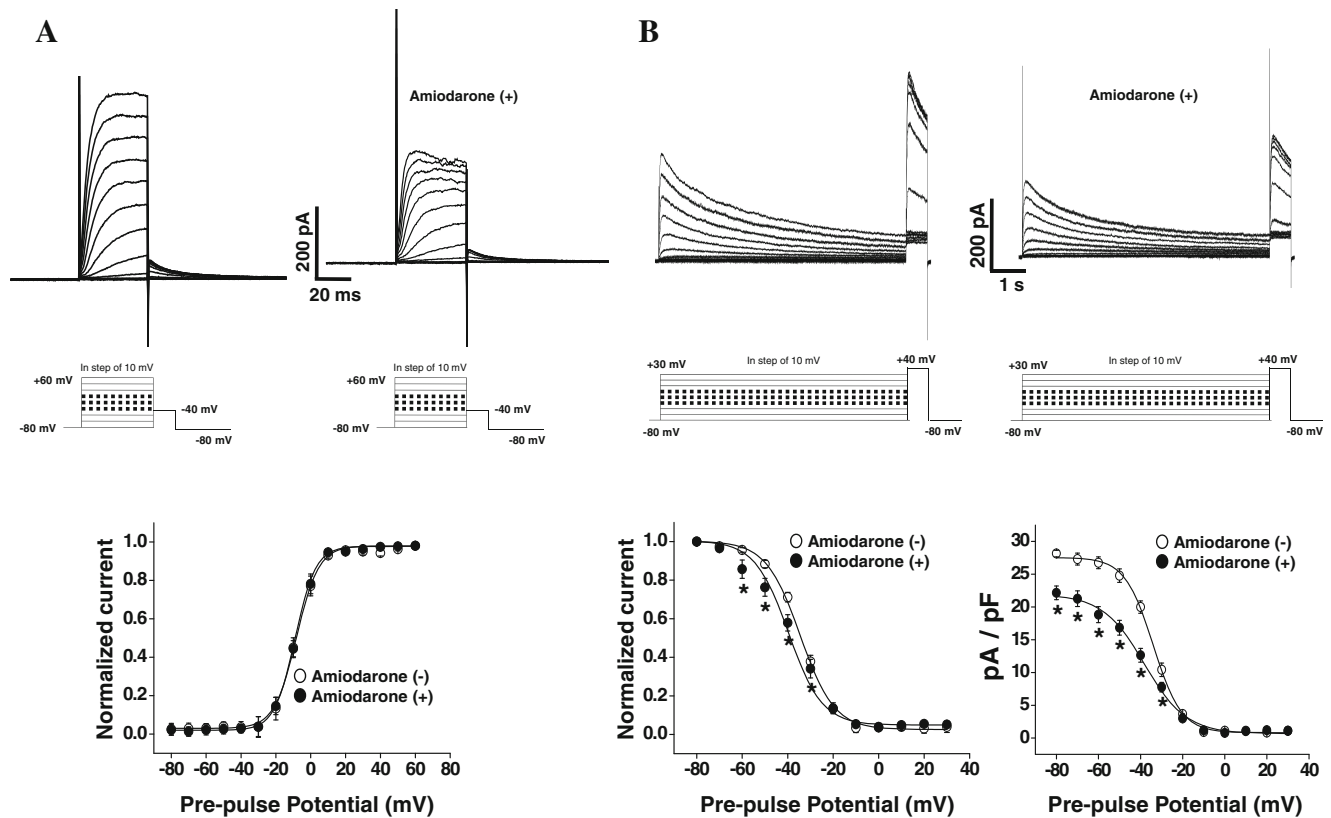 A
Amiodarone (+)
200 pA
20 ms
In step of 10 mV
+60 mV
-40 mV
-80 mV
-80 mV
In step of 10 mV
+60 mV
-40 mV
-80 mV
-80 mV
Normalized current
1.0
0.8
0.6
0.4
0.2
0.0
Amiodarone (-)
Amiodarone (+)
-80 -60 -40 -20 0 20 40 60 80
Pre-pulse Potential (mV)
B
Amiodarone (+)
200 pA
1 s
+30 mV
In step of 10 mV
+40 mV
-80 mV
-80 mV
+30 mV
In step of 10 mV
+40 mV
-80 mV
-80 mV
Normalized current
1.0
0.8
0.6
0.4
0.2
0.0
Amiodarone (-)
Amiodarone (+)
* * * *
-80 -60 -40 -20 0 20 40
Pre-pulse Potential (mV)
pA / pF
30
25
20
15
10
5
0
Amiodarone (-)
Amiodarone (+)
* * * * * *
-80 -60 -40 -20 0 20 40
Pre-pulse Potential (mV)